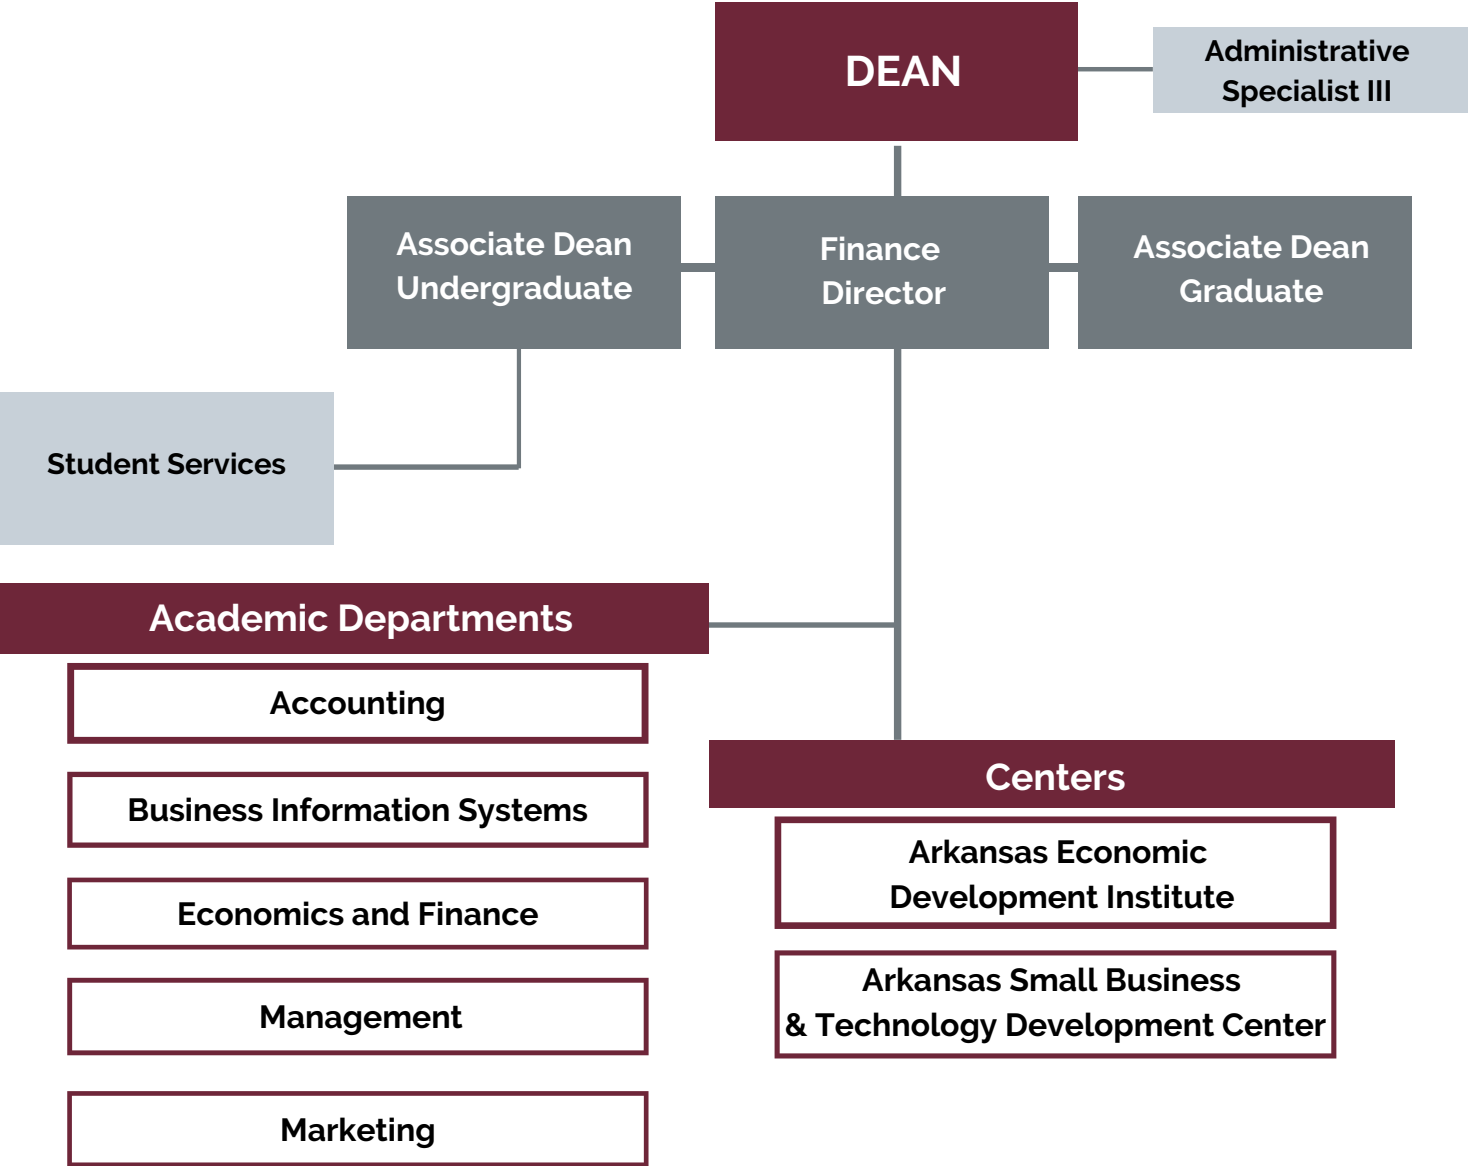 DEAN
Administrative
Specialist III
Associate Dean
Undergraduate
Finance
Director
Associate Dean
Graduate
Student Services
Academic Departments
Accounting
Business Information Systems
Economics and Finance
Management
Marketing
Centers
Arkansas Economic
Development Institute
Arkansas Small Business
& Technology Development Center